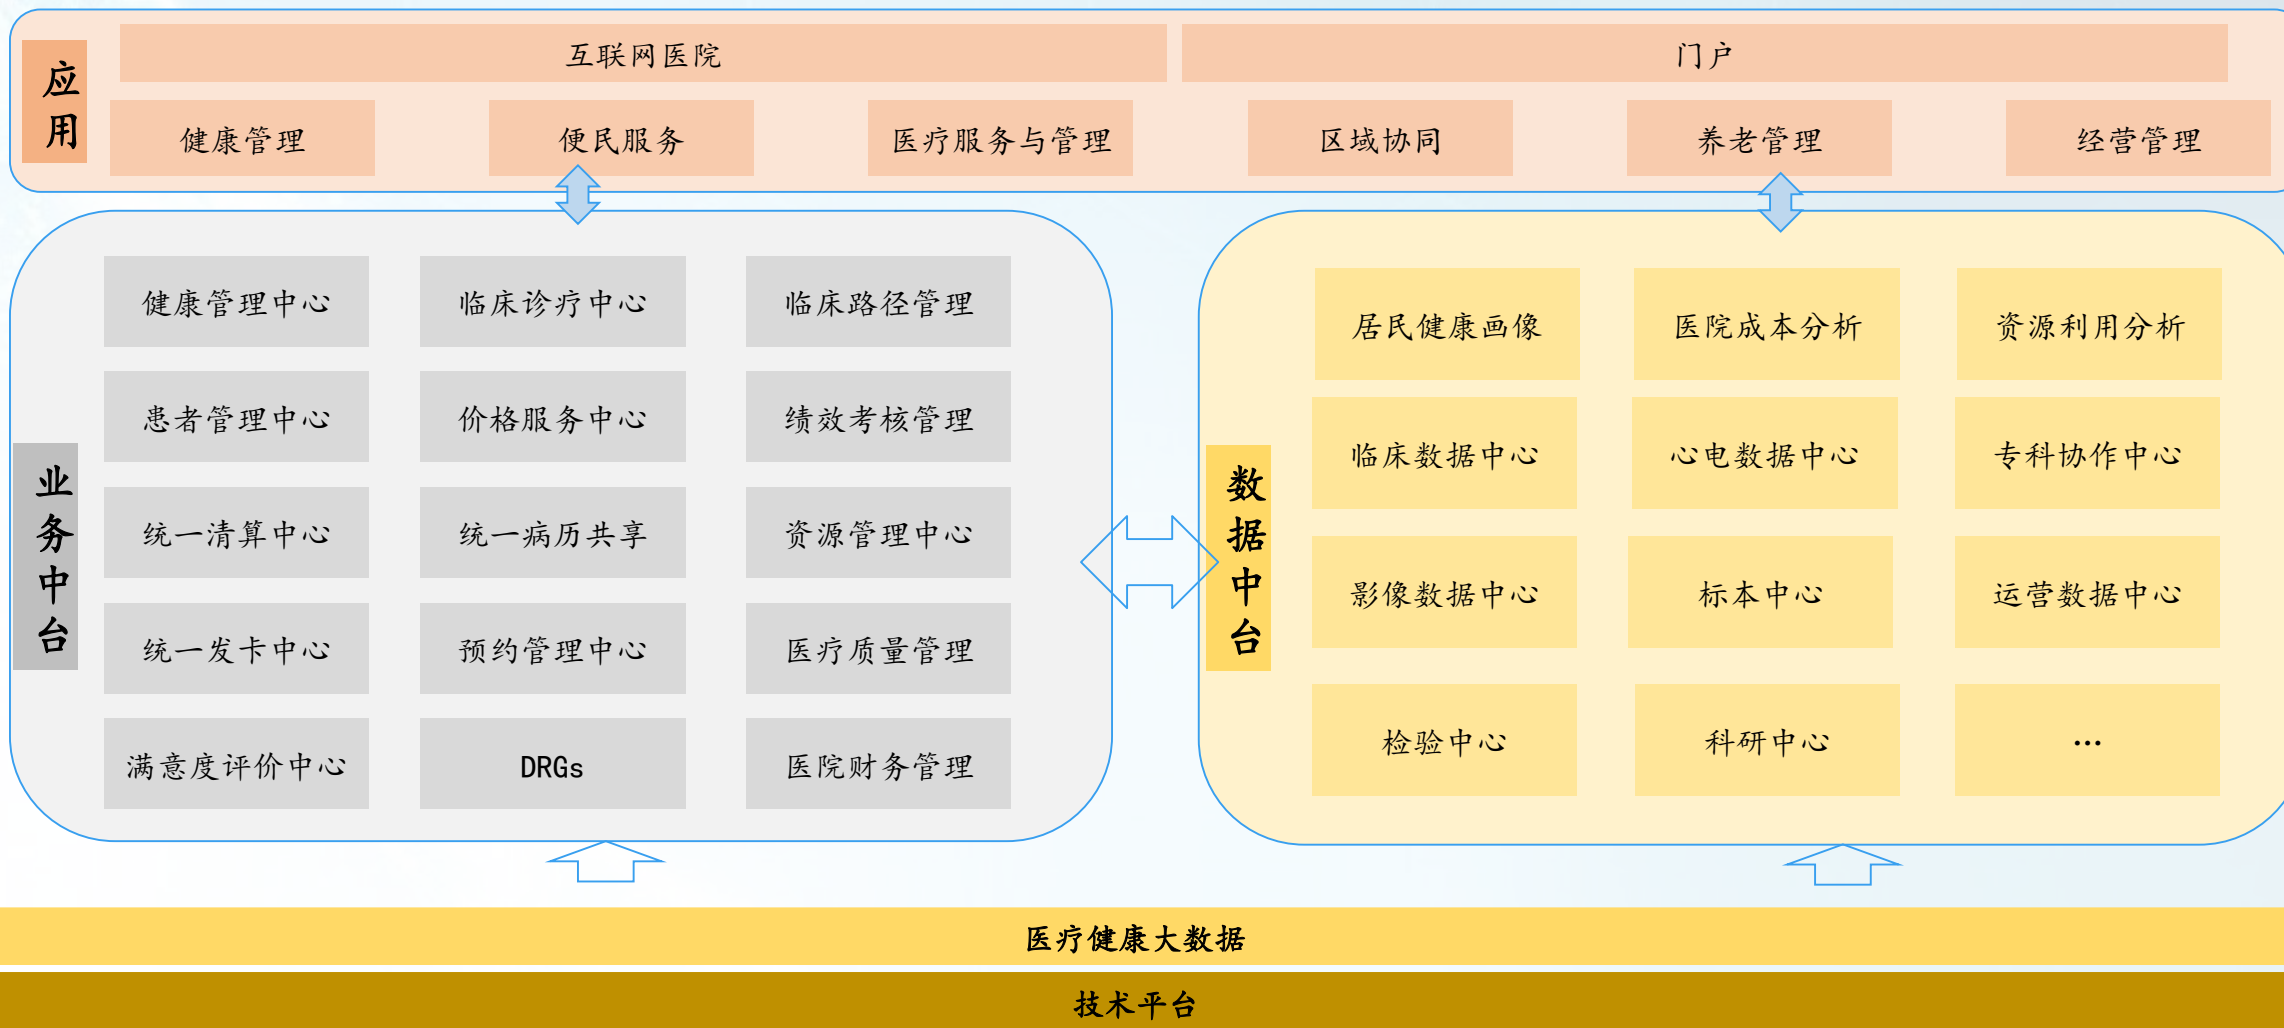 应用
互联网医院
门户
健康管理
便民服务
医疗服务与管理
区域协同
养老管理
经营管理
业务中台
健康管理中心
临床诊疗中心
临床路径管理
患者管理中心
价格服务中心
绩效考核管理
统一清算中心
统一病历共享
资源管理中心
统一发卡中心
预约管理中心
医疗质量管理
满意度评价中心
DRGs
医院财务管理
数据中台
居民健康画像
医院成本分析
资源利用分析
临床数据中心
心电数据中心
专科协作中心
影像数据中心
标本中心
运营数据中心
检验中心
科研中心
…
医疗健康大数据
技术平台